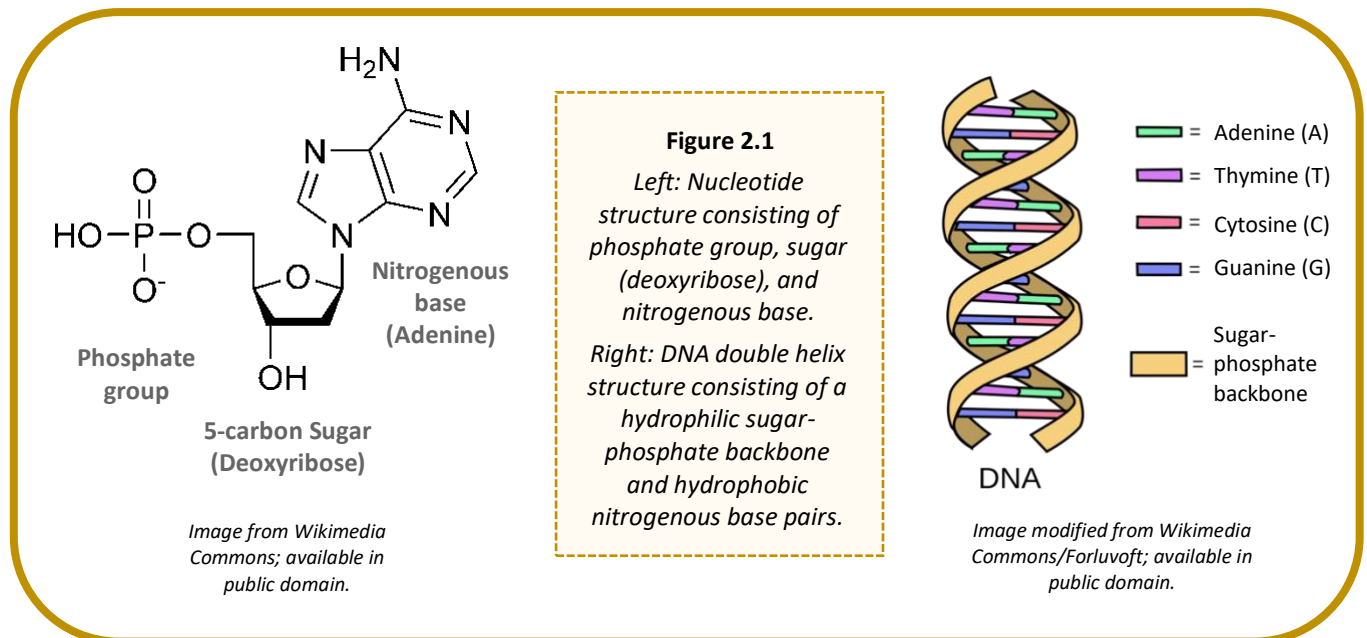 H₂N
N
N
N
N
O
HO
P
O
O
O⁻
OH
Nitrogenous
base
(Adenine)
Phosphate
group
5-carbon Sugar
(Deoxyribose)
Image from Wikimedia
Commons; available in
public domain.
Figure 2.1
Left: Nucleotide
structure consisting of
phosphate group, sugar
(deoxyribose), and
nitrogenous base.
Right: DNA double helix
structure consisting of a
hydrophilic sugar-
phosphate backbone
and hydrophobic
nitrogenous base pairs.
= Adenine (A)
= Thymine (T)
= Cytosine (C)
= Guanine (G)
= Sugar-
phosphate
backbone
DNA
Image modified from Wikimedia
Commons/Forluvoft; available in
public domain.